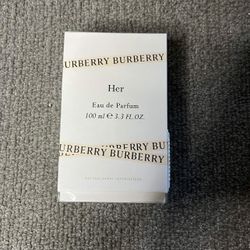 URBERRY BURBERRY
Her
Eau de Parfum
100 ml ℮ 3.3 FL.OZ.
URBERRY BURBERRY